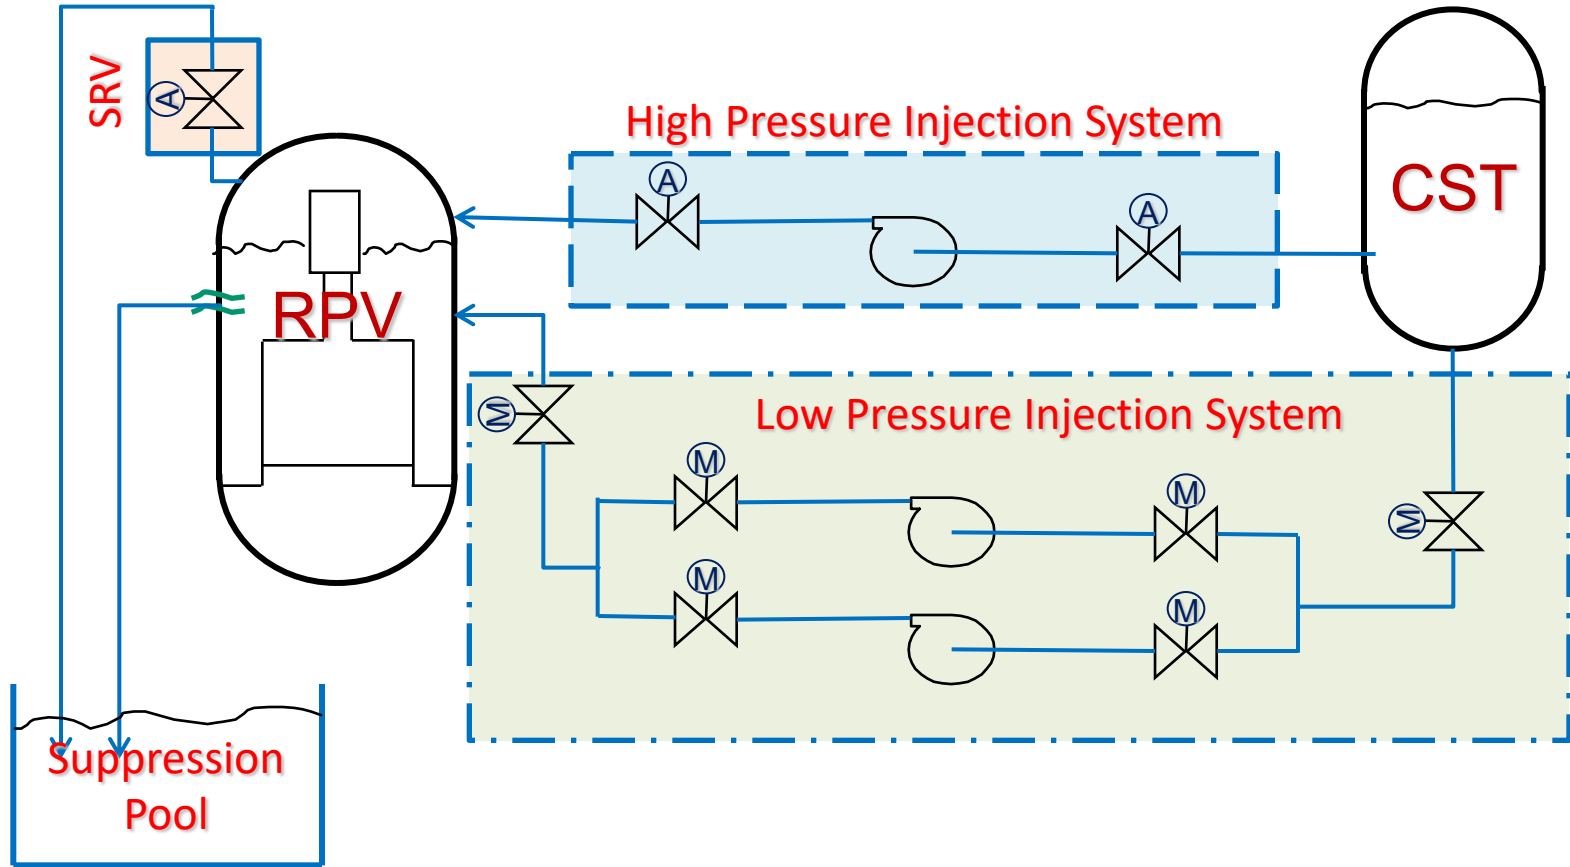 SRV
A
High Pressure Injection System
A
A
CST
RPV
M
Low Pressure Injection System
M
M
M
M
M
Suppression
Pool